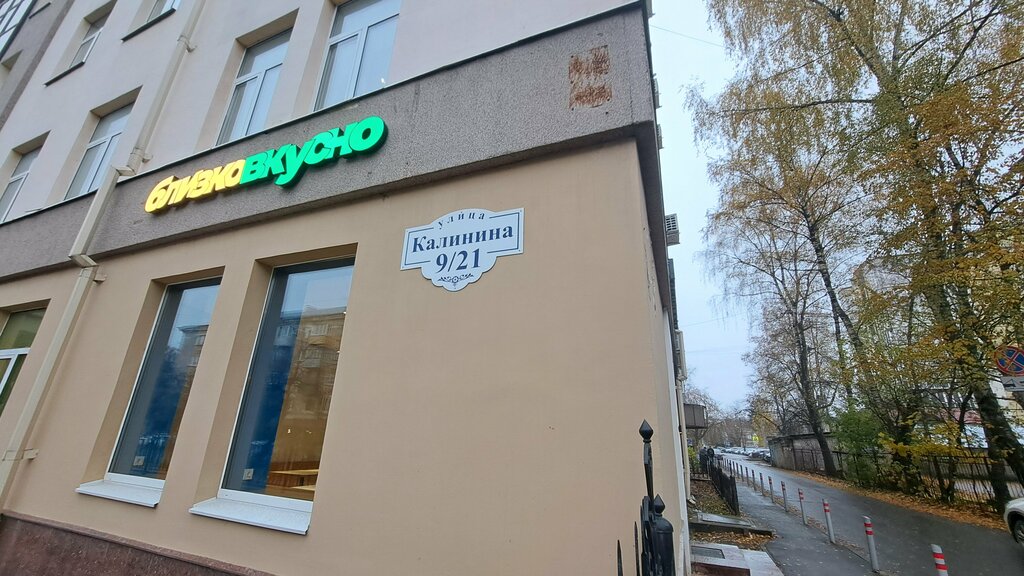 близковкусно
улица
Калинина
9/21